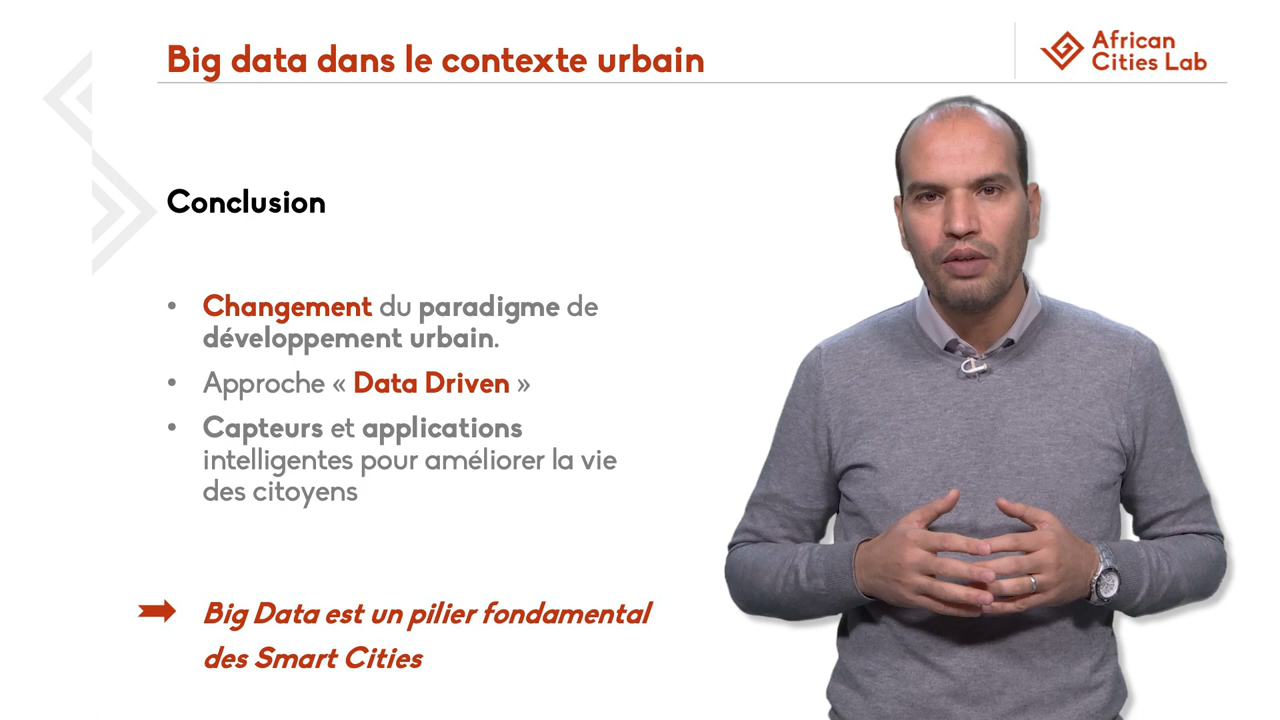 Big data dans le contexte urbain
African
Cities Lab
Conclusion
• Changement du paradigme de
développement urbain.
• Approche « Data Driven »
• Capteurs et applications
intelligentes pour améliorer la vie
des citoyens
Big Data est un pilier fondamental
des Smart Cities